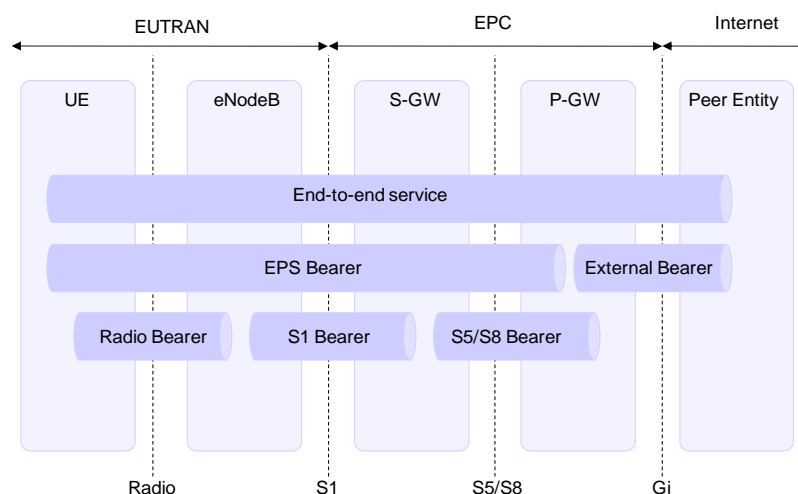 EUTRAN EPC Internet
UE eNodeB S-GW P-GW Peer Entity
End-to-end service
EPS Bearer External Bearer
Radio Bearer S1 Bearer S5/S8 Bearer
Radio S1 S5/S8 Gi